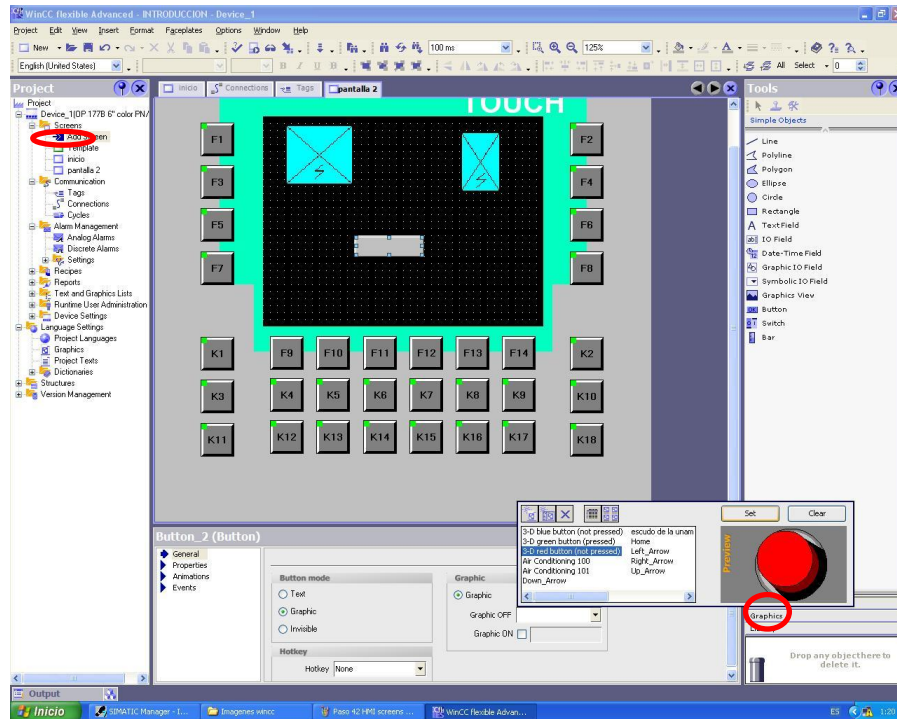 WinCC flexible Advanced - INTRODUCCION - Device_1
Project Edit View Insert Format Faceplates Options Window Help
New 100 ms 125%
English (United States) B I U B All Select 0
Project
inicio Connections Tags pantalla 2
Tools
Project
Device_1(OP 177B 6" color PN/
Screens
Add Screen
Template
inicio
pantalla 2
Communication
Tags
Connections
Cycles
Alarm Management
Analog Alarms
Discrete Alarms
Settings
Recipes
Reports
Text and Graphics Lists
Runtime User Administration
Device Settings
Language Settings
Project Languages
Graphics
Project Texts
Dictionaries
Structures
Version Management
TOUCH
F1 F2
F3 F4
F5 F6
F7 F8
K1 F9 F10 F11 F12 F13 F14 K2
K3 K4 K5 K6 K7 K8 K9 K10
K11 K12 K13 K14 K15 K16 K17 K18
Simple Objects
Line
Polyline
Polygon
Ellipse
Circle
Rectangle
A TextField
IO Field
Date-Time Field
Graphic IO Field
Symbolic IO Field
Graphics View
Button
Switch
Bar
Set Clear
3-D blue button (not pressed) escudo de la unam
3-D green button (pressed) Home
3-D red button (not pressed) Left_Arrow
Air Conditioning 100 Right_Arrow
Air Conditioning 101 Up_Arrow
Down_Arrow
Preview
Button_2 (Button)
General
Properties
Animations
Events
Button mode
Text
Graphic
Invisible
Hotkey
Hotkey None
Graphic
Graphic
Graphic OFF
Graphic ON
Graphics
Drop any object here to
delete it.
Output
Inicio SIMATIC Manager - I... Imagenes wincc Paso 42 HMI screens ... WinCC flexible Advan... ES 1:20